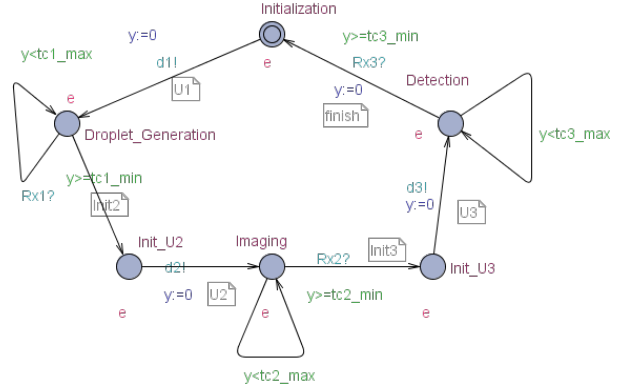 Initialization
y:=0
y>=tc3_min
y<tc1_max
d1!
e
Rx3?
Detection
U1
y:=0
e
finish
e
Droplet_Generation
y<tc3_max
y>=tc1_min
Rx1?
Init2
d3!
y:=0
U3
Init_U2
Imaging
Init3
d2!
Rx2?
Init_U3
y:=0
U2
y>=tc2_min
e
e
e
y<tc2_max